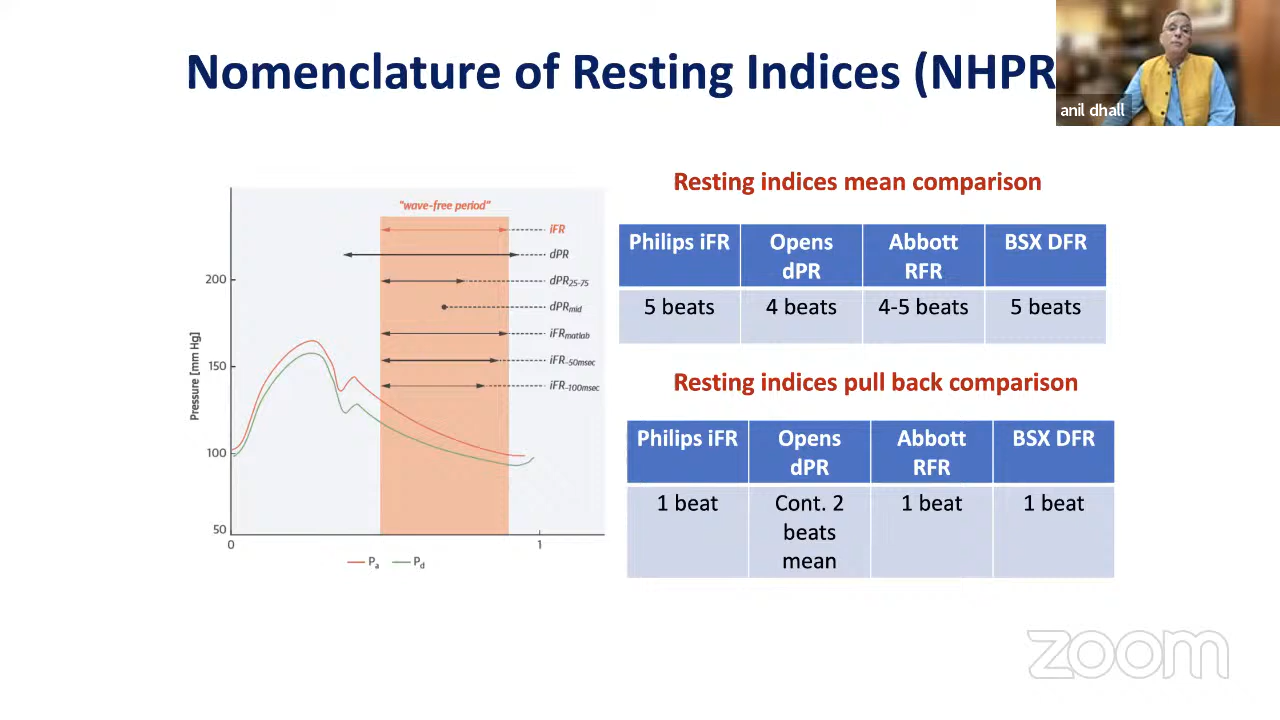 Nomenclature of Resting Indices (NHPR
anil dhall
"wave-free period"
iFR
dPR
200
dPR25-75
dPRmid
iFRmatlab
150
iFR-50msec
iFR-100msec
Pressure [mm Hg]
100
50
0
1
Pa Pd
Resting indices mean comparison
Philips iFR
Opens
dPR
Abbott
RFR
BSX DFR
5 beats
4 beats
4-5 beats
5 beats
Resting indices pull back comparison
Philips iFR
Opens
dPR
Abbott
RFR
BSX DFR
1 beat
Cont. 2
beats
mean
1 beat
1 beat
zoom